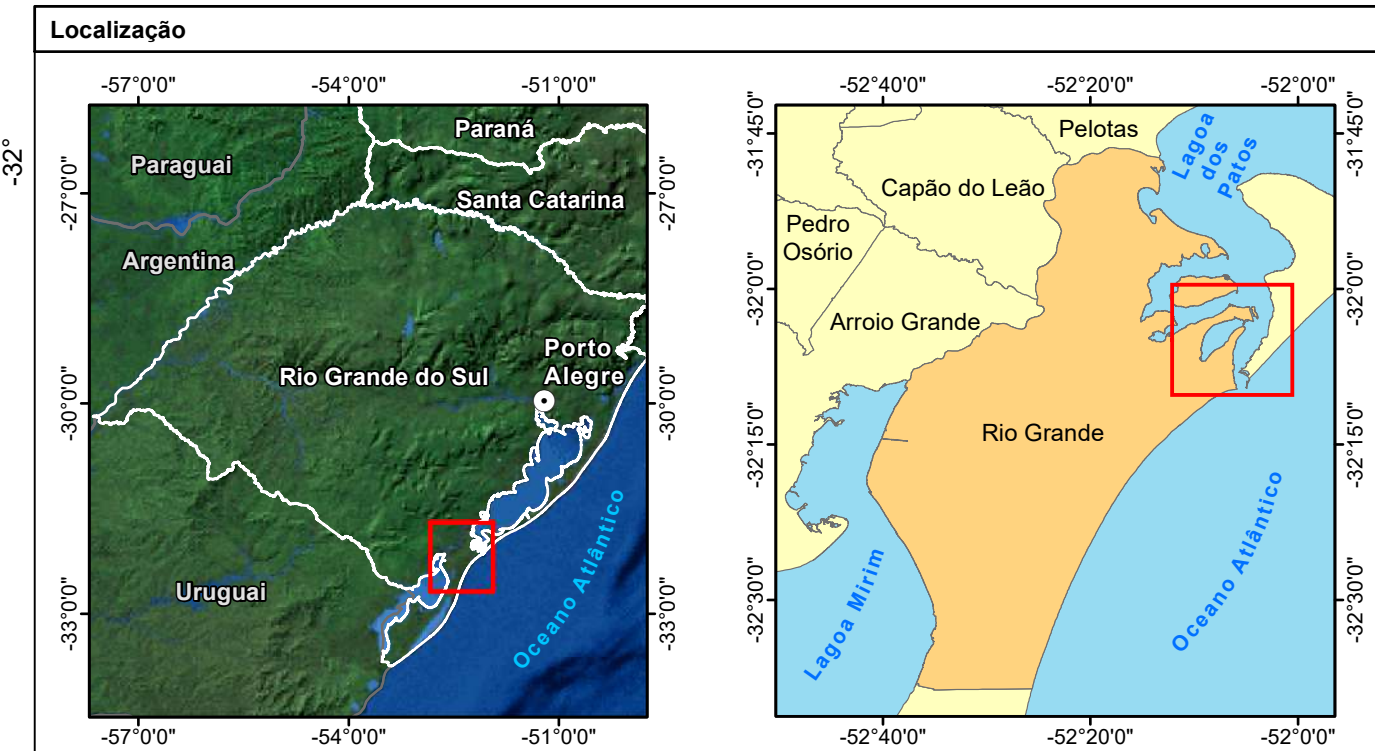 Localização
-32°
-57°0'0"
-54°0'0"
-51°0'0"
-27°0'0"
-30°0'0"
-33°0'0"
Paraná
Paraguai
Santa Catarina
Argentina
Porto
Alegre
Rio Grande do Sul
Uruguai
Oceano Atlântico
-27°0'0"
-30°0'0"
-33°0'0"
-57°0'0"
-54°0'0"
-51°0'0"
-52°40'0"
-52°20'0"
-52°0'0"
-31°45'0"
-32°0'0"
-32°15'0"
-32°30'0"
Pelotas
Lagoa
dos
Patos
Capão do Leão
Pedro
Osório
Arroio Grande
Rio Grande
Lagoa Mirim
Oceano Atlântico
-31°45'0"
-32°0'0"
-32°15'0"
-32°30'0"
-52°40'0"
-52°20'0"
-52°0'0"